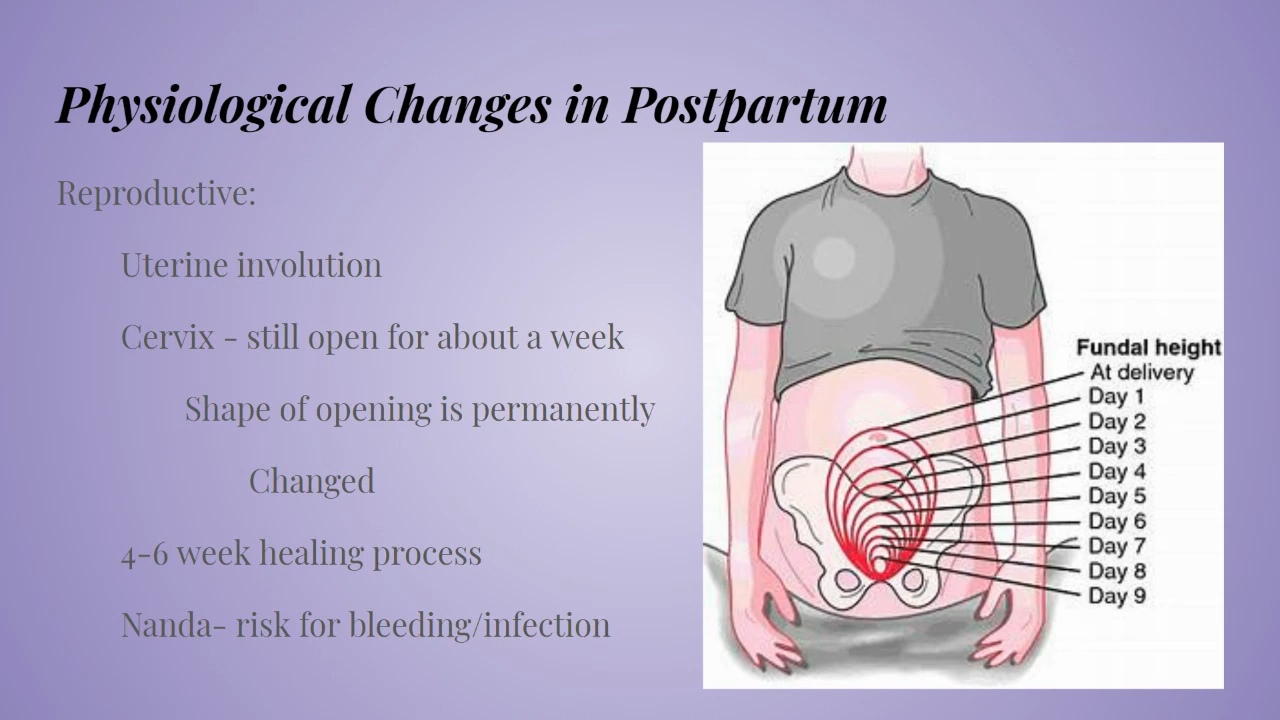 Physiological Changes in Postpartum
Reproductive:
Uterine involution
Cervix - still open for about a week
Shape of opening is permanently
Changed
4-6 week healing process
Nanda- risk for bleeding/infection
Fundal height
At delivery
Day 1
Day 2
Day 3
Day 4
Day 5
Day 6
Day 7
Day 8
Day 9